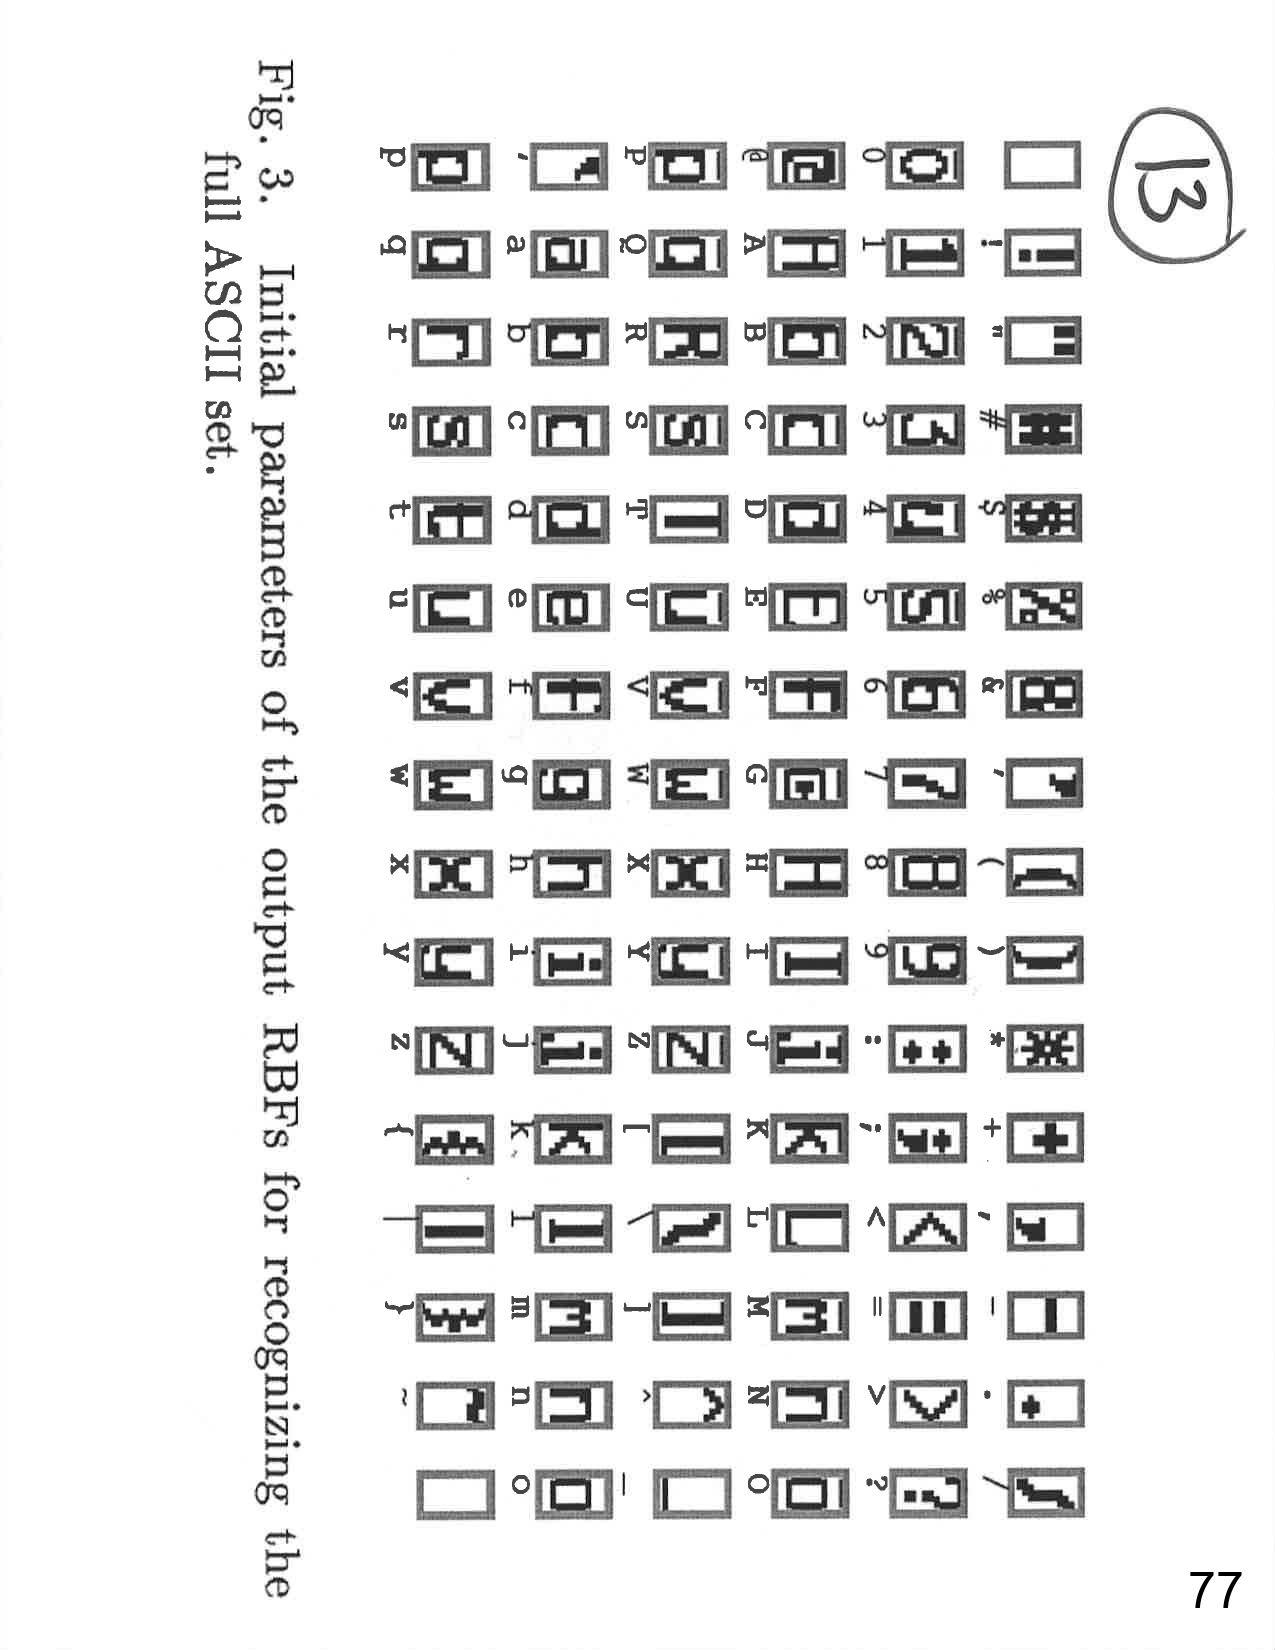 13
! " # $ % & ' ( ) * + , - . /
0 1 2 3 4 5 6 7 8 9 : ; < = > ?
@ A B C D E F G H I J K L M N O
P Q R S T U V W X Y Z [ \ ] ^ _
, a b c d e f g h i j k l m n o
p q r s t u v w x y z { | } ~
Fig. 3. Initial parameters of the output RBFs for recognizing the
full ASCII set.
77